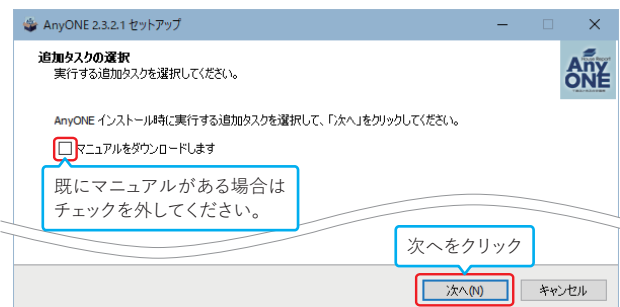 AnyONE 2.3.2.1 セットアップ
追加タスクの選択
実行する追加タスクを選択してください。
Any
ONE
AnyONE インストール時に実行する追加タスクを選択して、「次へ」をクリックしてください。
マニュアルをダウンロードします
既にマニュアルがある場合は
チェックを外してください。
次へをクリック
次へ(N)
キャンセル